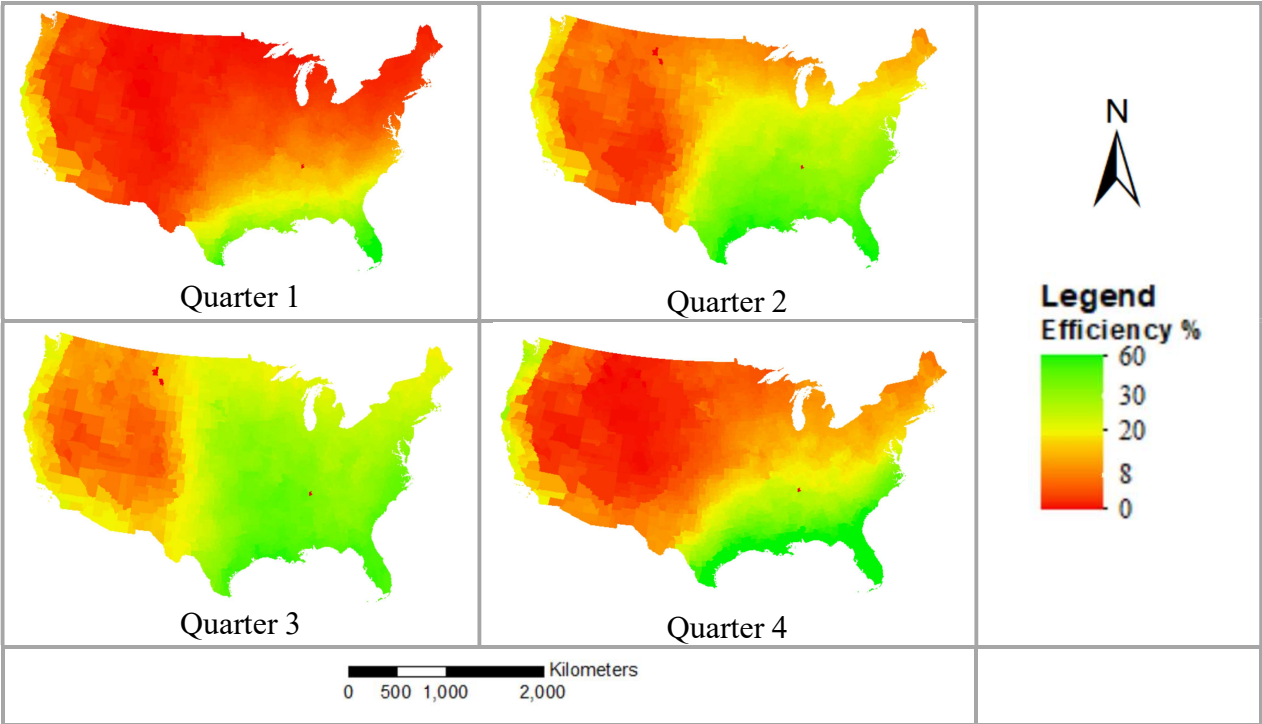 Quarter 1
Quarter 2
Quarter 3
Quarter 4
N
Legend
Efficiency %
60
30
20
8
0
Kilometers
0 500 1,000 2,000